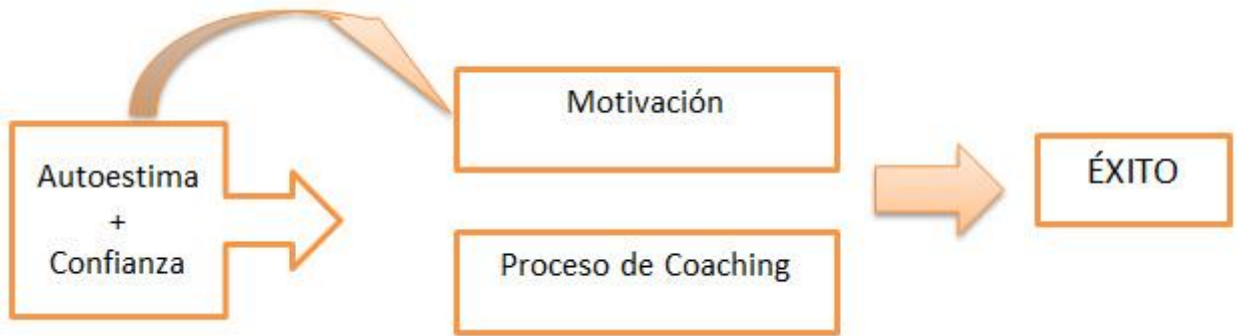 Autoestima
+
Confianza
Motivación
Proceso de Coaching
ÉXITO